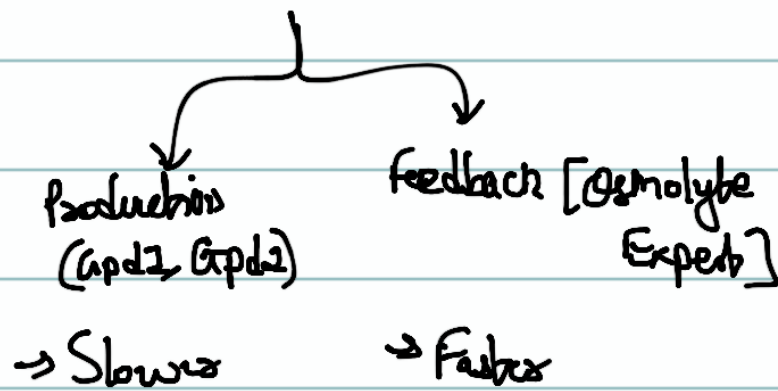 Production
(Gpd1, Gpd2)
→ Slower
Feedback [Osmolyte
Export]
→ Faster